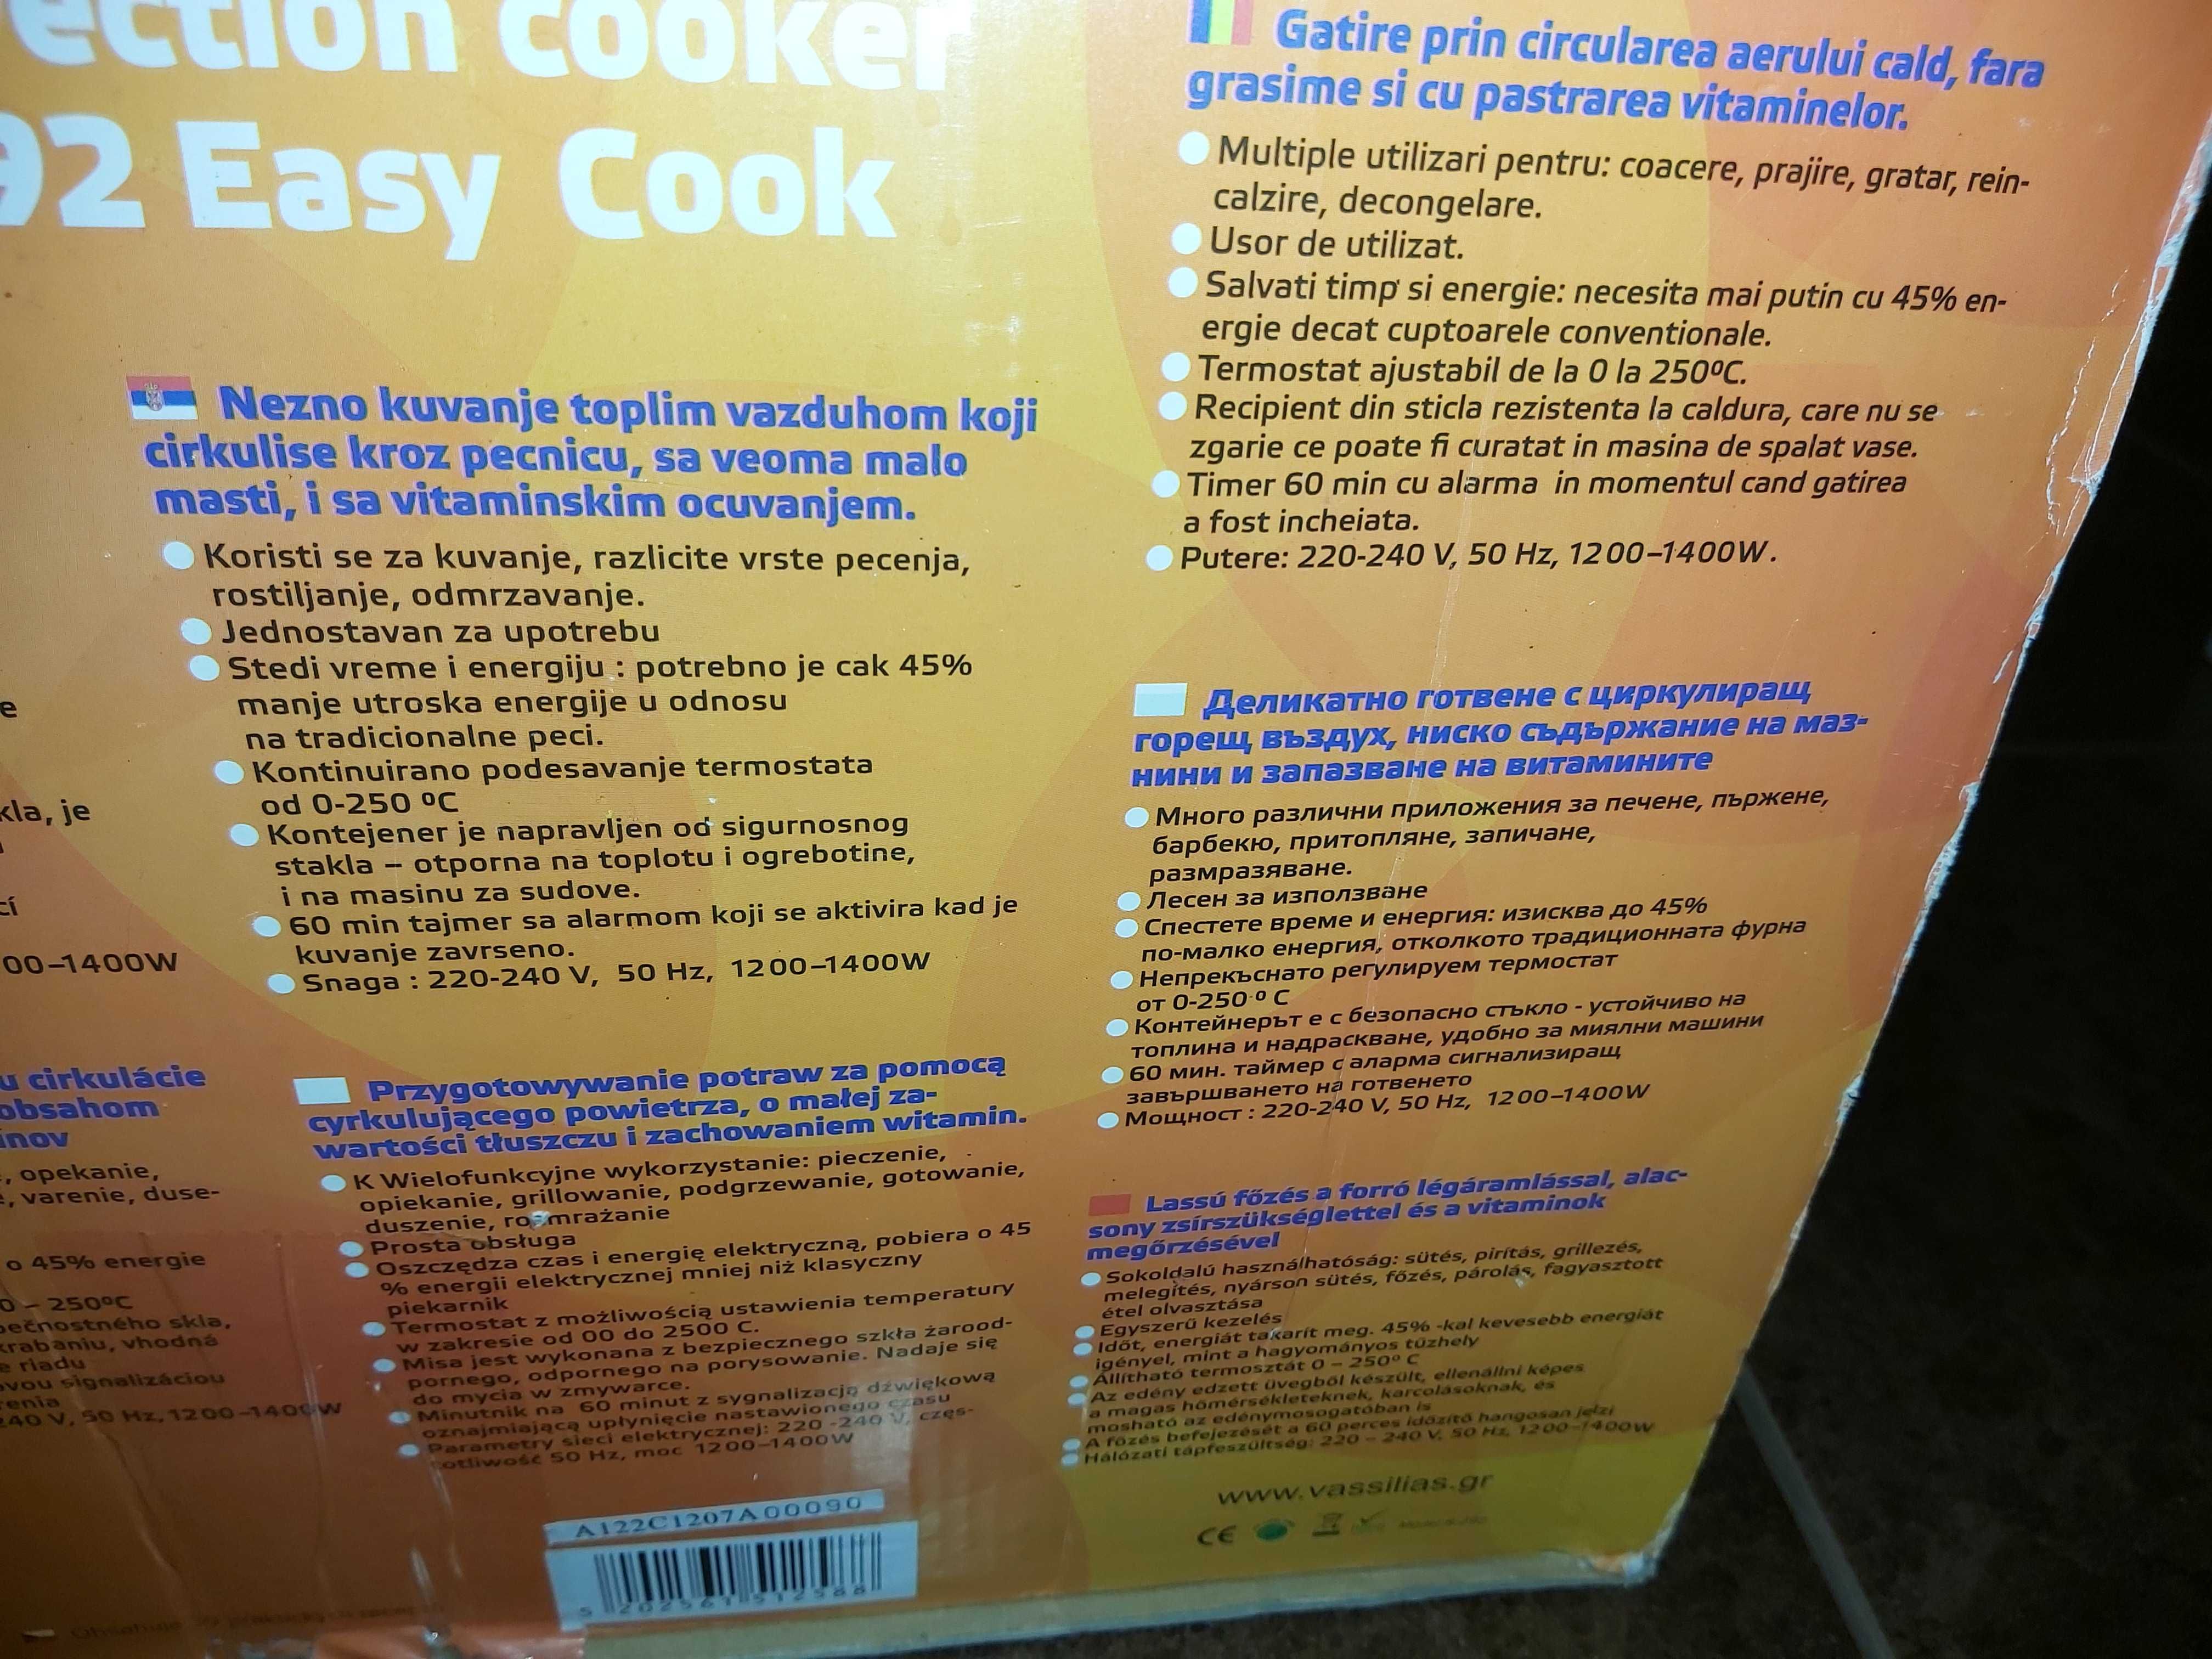 ection cooker
92 Easy Cook
Nezno kuvanje toplim vazduhom koji
cirkulise kroz pecnicu, sa veoma malo
masti, i sa vitaminskim ocuvanjem.
Koristi se za kuvanje, razlicite vrste pecenja,
rostiljanje, odmrzavanje.
Jednostavan za upotrebu
Stedi vreme i energiju : potrebno je cak 45%
manje utroska energije u odnosu
na tradicionalne peci.
Kontinuirano podesavanje termostata
od 0-250 ºC
Kontejener je napravljen od sigurnosnog
stakla – otporna na toplotu i ogrebotine,
i na masinu za sudove.
60 min tajmer sa alarmom koji se aktivira kad je
kuvanje zavrseno.
Snaga : 220-240 V, 50 Hz, 1200–1400W
Gatire prin circularea aerului cald, fara
grasime si cu pastrarea vitaminelor.
Multiple utilizari pentru: coacere, prajire, gratar, rein-
calzire, decongelare.
Usor de utilizat.
Salvati timp si energie: necesita mai putin cu 45% en-
ergie decat cuptoarele conventionale.
Termostat ajustabil de la 0 la 250ºC.
Recipient din sticla rezistenta la caldura, care nu se
zgarie ce poate fi curatat in masina de spalat vase.
Timer 60 min cu alarma in momentul cand gatirea
a fost incheiata.
Putere: 220-240 V, 50 Hz, 1200–1400W.
Деликатно готвене с циркулиращ
горещ въздух, ниско съдържание на маз-
нини и запазване на витамините
Много различни приложения за печене, пържене,
барбекю, притопляне, запичане,
размразяване.
Лесен за използване
Спестете време и енергия: изисква до 45%
по-малко енергия, отколкото традиционната фурна
Непрекъснато регулируем термостат
от 0-250 º C
Контейнерът е с безопасно стъкло - устойчиво на
топлина и надраскване, удобно за миялни машини
60 мин. таймер с аларма сигнализиращ
завършването на готвенето
Мощност : 220-240 V, 50 Hz, 1200–1400W
e
kla, je
cí
00–1400W
u cirkulácie
obsahom
ínov
, opekanie,
, varenie, duse-
o 45% energie
0 – 250ºC
pečnostného skla,
krabaniu, vhodná
e riadu
ovou signalizáciou
renia
240 V, 50 Hz, 1200–1400W
Przygotowywanie potraw za pomocą
cyrkulującego powietrza, o małej za-
wartości tłuszczu i zachowaniem witamin.
K Wielofunkcyjne wykorzystanie: pieczenie,
opiekanie, grillowanie, podgrzewanie, gotowanie,
duszenie, rozmrażanie
Prosta obsługa
Oszczędza czas i energię elektryczną, pobiera o 45
% energii elektrycznej mniej niż klasyczny
piekarnik
Termostat z możliwością ustawienia temperatury
w zakresie od 00 do 2500 C.
Misa jest wykonana z bezpiecznego szkła żarood-
pornego, odpornego na porysowanie. Nadaje się
do mycia w zmywarce.
Minutnik na 60 minut z sygnalizacją dźwiękową
oznajmiającą upłynięcie nastawionego czasu
Parametry sieci elektrycznej: 220 -240 V, częs-
totliwość 50 Hz, moc 1200–1400W
Lassú főzés a forró légáramlással, alac-
sony zsírszükséglettel és a vitaminok
megőrzésével
Sokoldalú használhatóság: sütés, pirítás, grillezés,
melegítés, nyárson sütés, főzés, párolás, fagyasztott
étel olvasztása
Egyszerű kezelés
Időt, energiát takarít meg. 45% -kal kevesebb energiát
igényel, mint a hagyományos tűzhely
Állítható termosztát 0 – 250º C
Az edény edzett üvegből készült, ellenállni képes
a magas hőmérsékleteknek, karcolásoknak, és
mosható az edénymosogatóban is
A főzés befejezését a 60 perces időzítő hangosan jelzi
Hálózati tápfeszültség: 220 – 240 V, 50 Hz, 1200–1400W
www.vassilias.gr
CE
A122C1207A00090
5 202561 512588